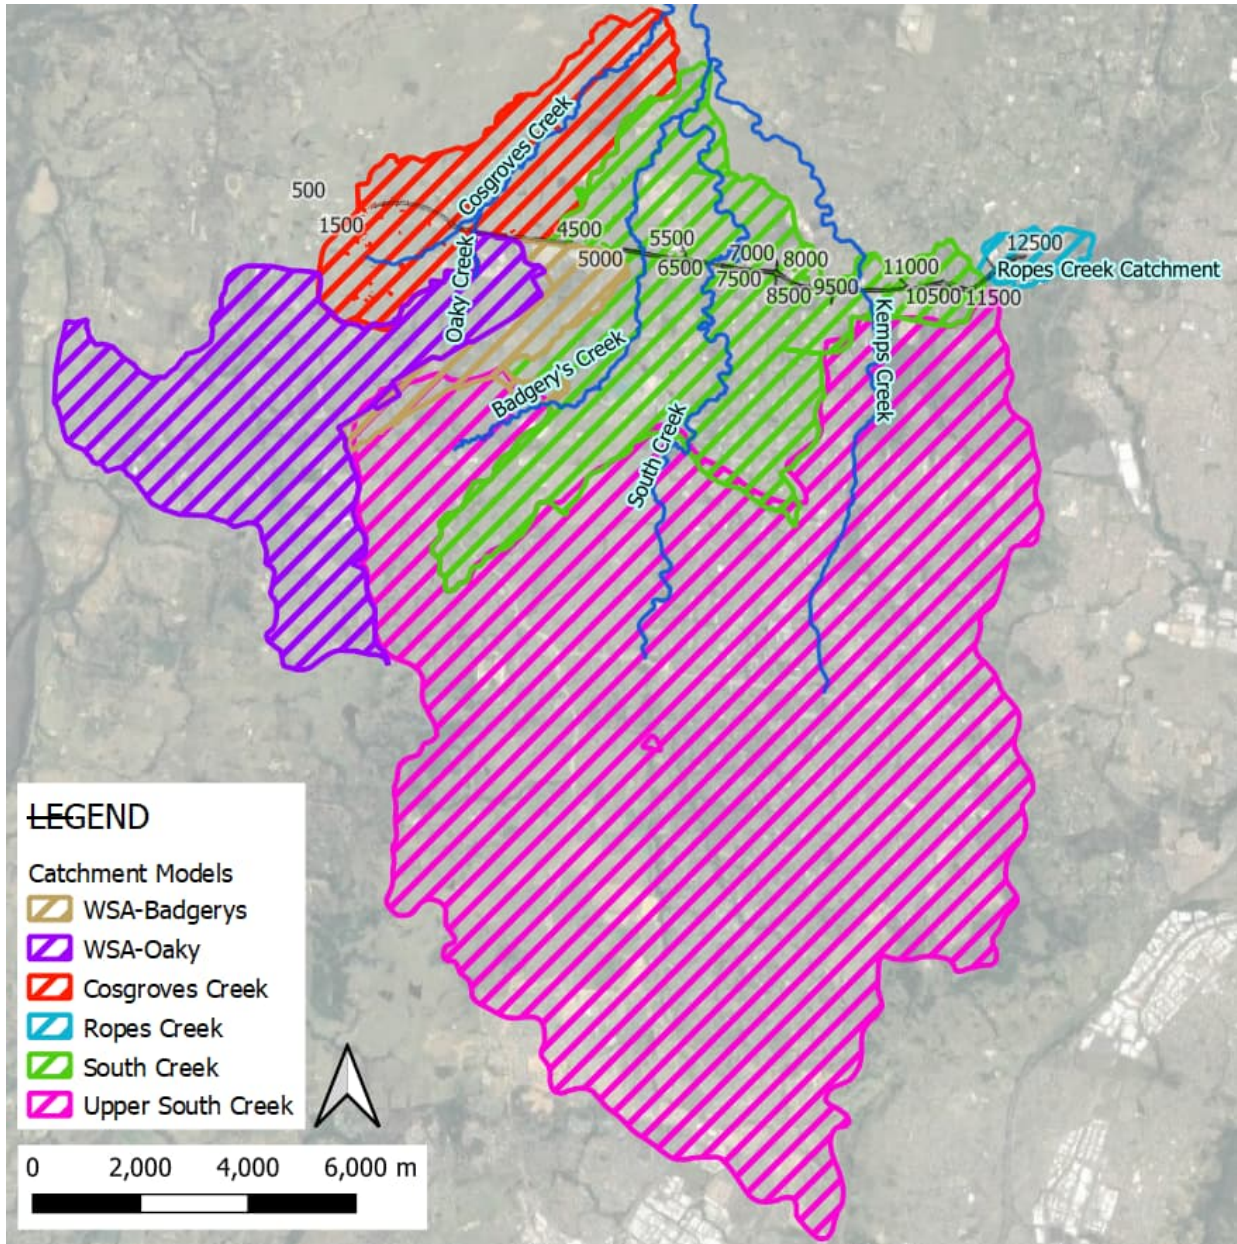 Cosgroves Creek
500
1500
4500
5000
5500
6500
7000
7500
8000
8500
9500
11000
10500
11500
12500
Ropes Creek Catchment
Oaky Creek
Badgery's Creek
Kemps Creek
South Creek
LEGEND
Catchment Models
WSA-Badgerys
WSA-Oaky
Cosgroves Creek
Ropes Creek
South Creek
Upper South Creek
0 2,000 4,000 6,000 m